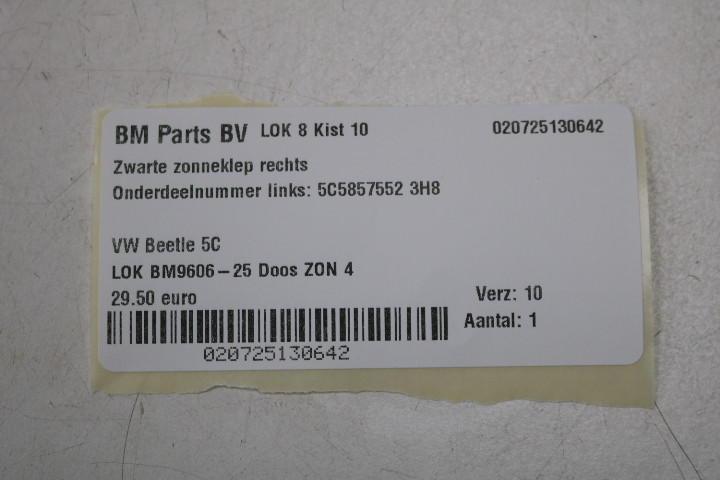 BM Parts BV LOK 8 Kist 10 020725130642
Zwarte zonneklep rechts
Onderdeelnummer links: 5C5857552 3H8
VW Beetle 5C
LOK BM9606-25 Doos ZON 4
29.50 euro Verz: 10
Aantal: 1
020725130642